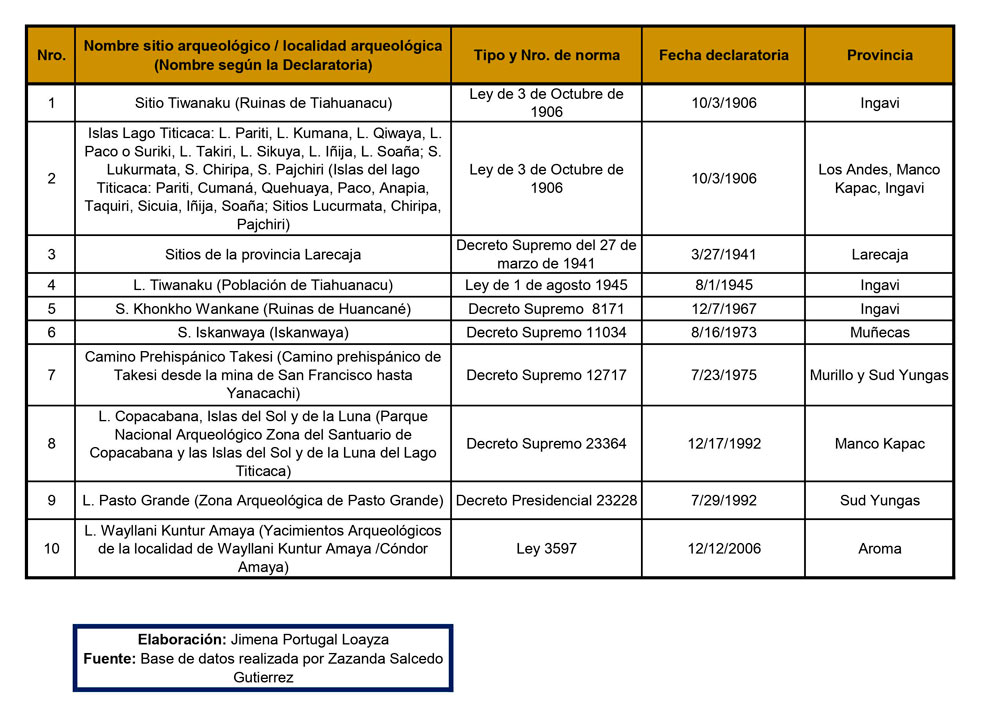 Nro.
Nombre sitio arqueológico / localidad arqueológica
(Nombre según la Declaratoria)
Tipo y Nro. de norma
Fecha declaratoria
Provincia
1
Sitio Tiwanaku (Ruinas de Tiahuanacu)
Ley de 3 de Octubre de
1906
10/3/1906
Ingavi
2
Islas Lago Titicaca: L. Pariti, L. Kumana, L. Qiwaya, L.
Paco o Suriki, L. Takiri, L. Sikuya, L. Iñija, L. Soaña; S.
Lukurmata, S. Chiripa, S. Pajchiri (Islas del lago
Titicaca: Pariti, Cumaná, Quehuaya, Paco, Anapia,
Taquiri, Sicuia, Iñija, Soaña; Sitios Lucurmata, Chiripa,
Pajchiri)
Ley de 3 de Octubre de
1906
10/3/1906
Los Andes, Manco
Kapac, Ingavi
3
Sitios de la provincia Larecaja
Decreto Supremo del 27 de
marzo de 1941
3/27/1941
Larecaja
4
L. Tiwanaku (Población de Tiahuanacu)
Ley de 1 de agosto 1945
8/1/1945
Ingavi
5
S. Khonkho Wankane (Ruinas de Huancané)
Decreto Supremo  8171
12/7/1967
Ingavi
6
S. Iskanwaya (Iskanwaya)
Decreto Supremo 11034
8/16/1973
Muñecas
7
Camino Prehispánico Takesi (Camino prehispánico de
Takesi desde la mina de San Francisco hasta
Yanacachi)
Decreto Supremo 12717
7/23/1975
Murillo y Sud Yungas
8
L. Copacabana, Islas del Sol y de la Luna (Parque
Nacional Arqueológico Zona del Santuario de
Copacabana y las Islas del Sol y de la Luna del Lago
Titicaca)
Decreto Supremo 23364
12/17/1992
Manco Kapac
9
L. Pasto Grande (Zona Arqueológica de Pasto Grande)
Decreto Presidencial 23228
7/29/1992
Sud Yungas
10
L. Wayllani Kuntur Amaya (Yacimientos Arqueológicos
de la localidad de Wayllani Kuntur Amaya /Cóndor
Amaya)
Ley 3597
12/12/2006
Aroma
Elaboración: Jimena Portugal Loayza
Fuente: Base de datos realizada por Zazanda Salcedo
Gutierrez